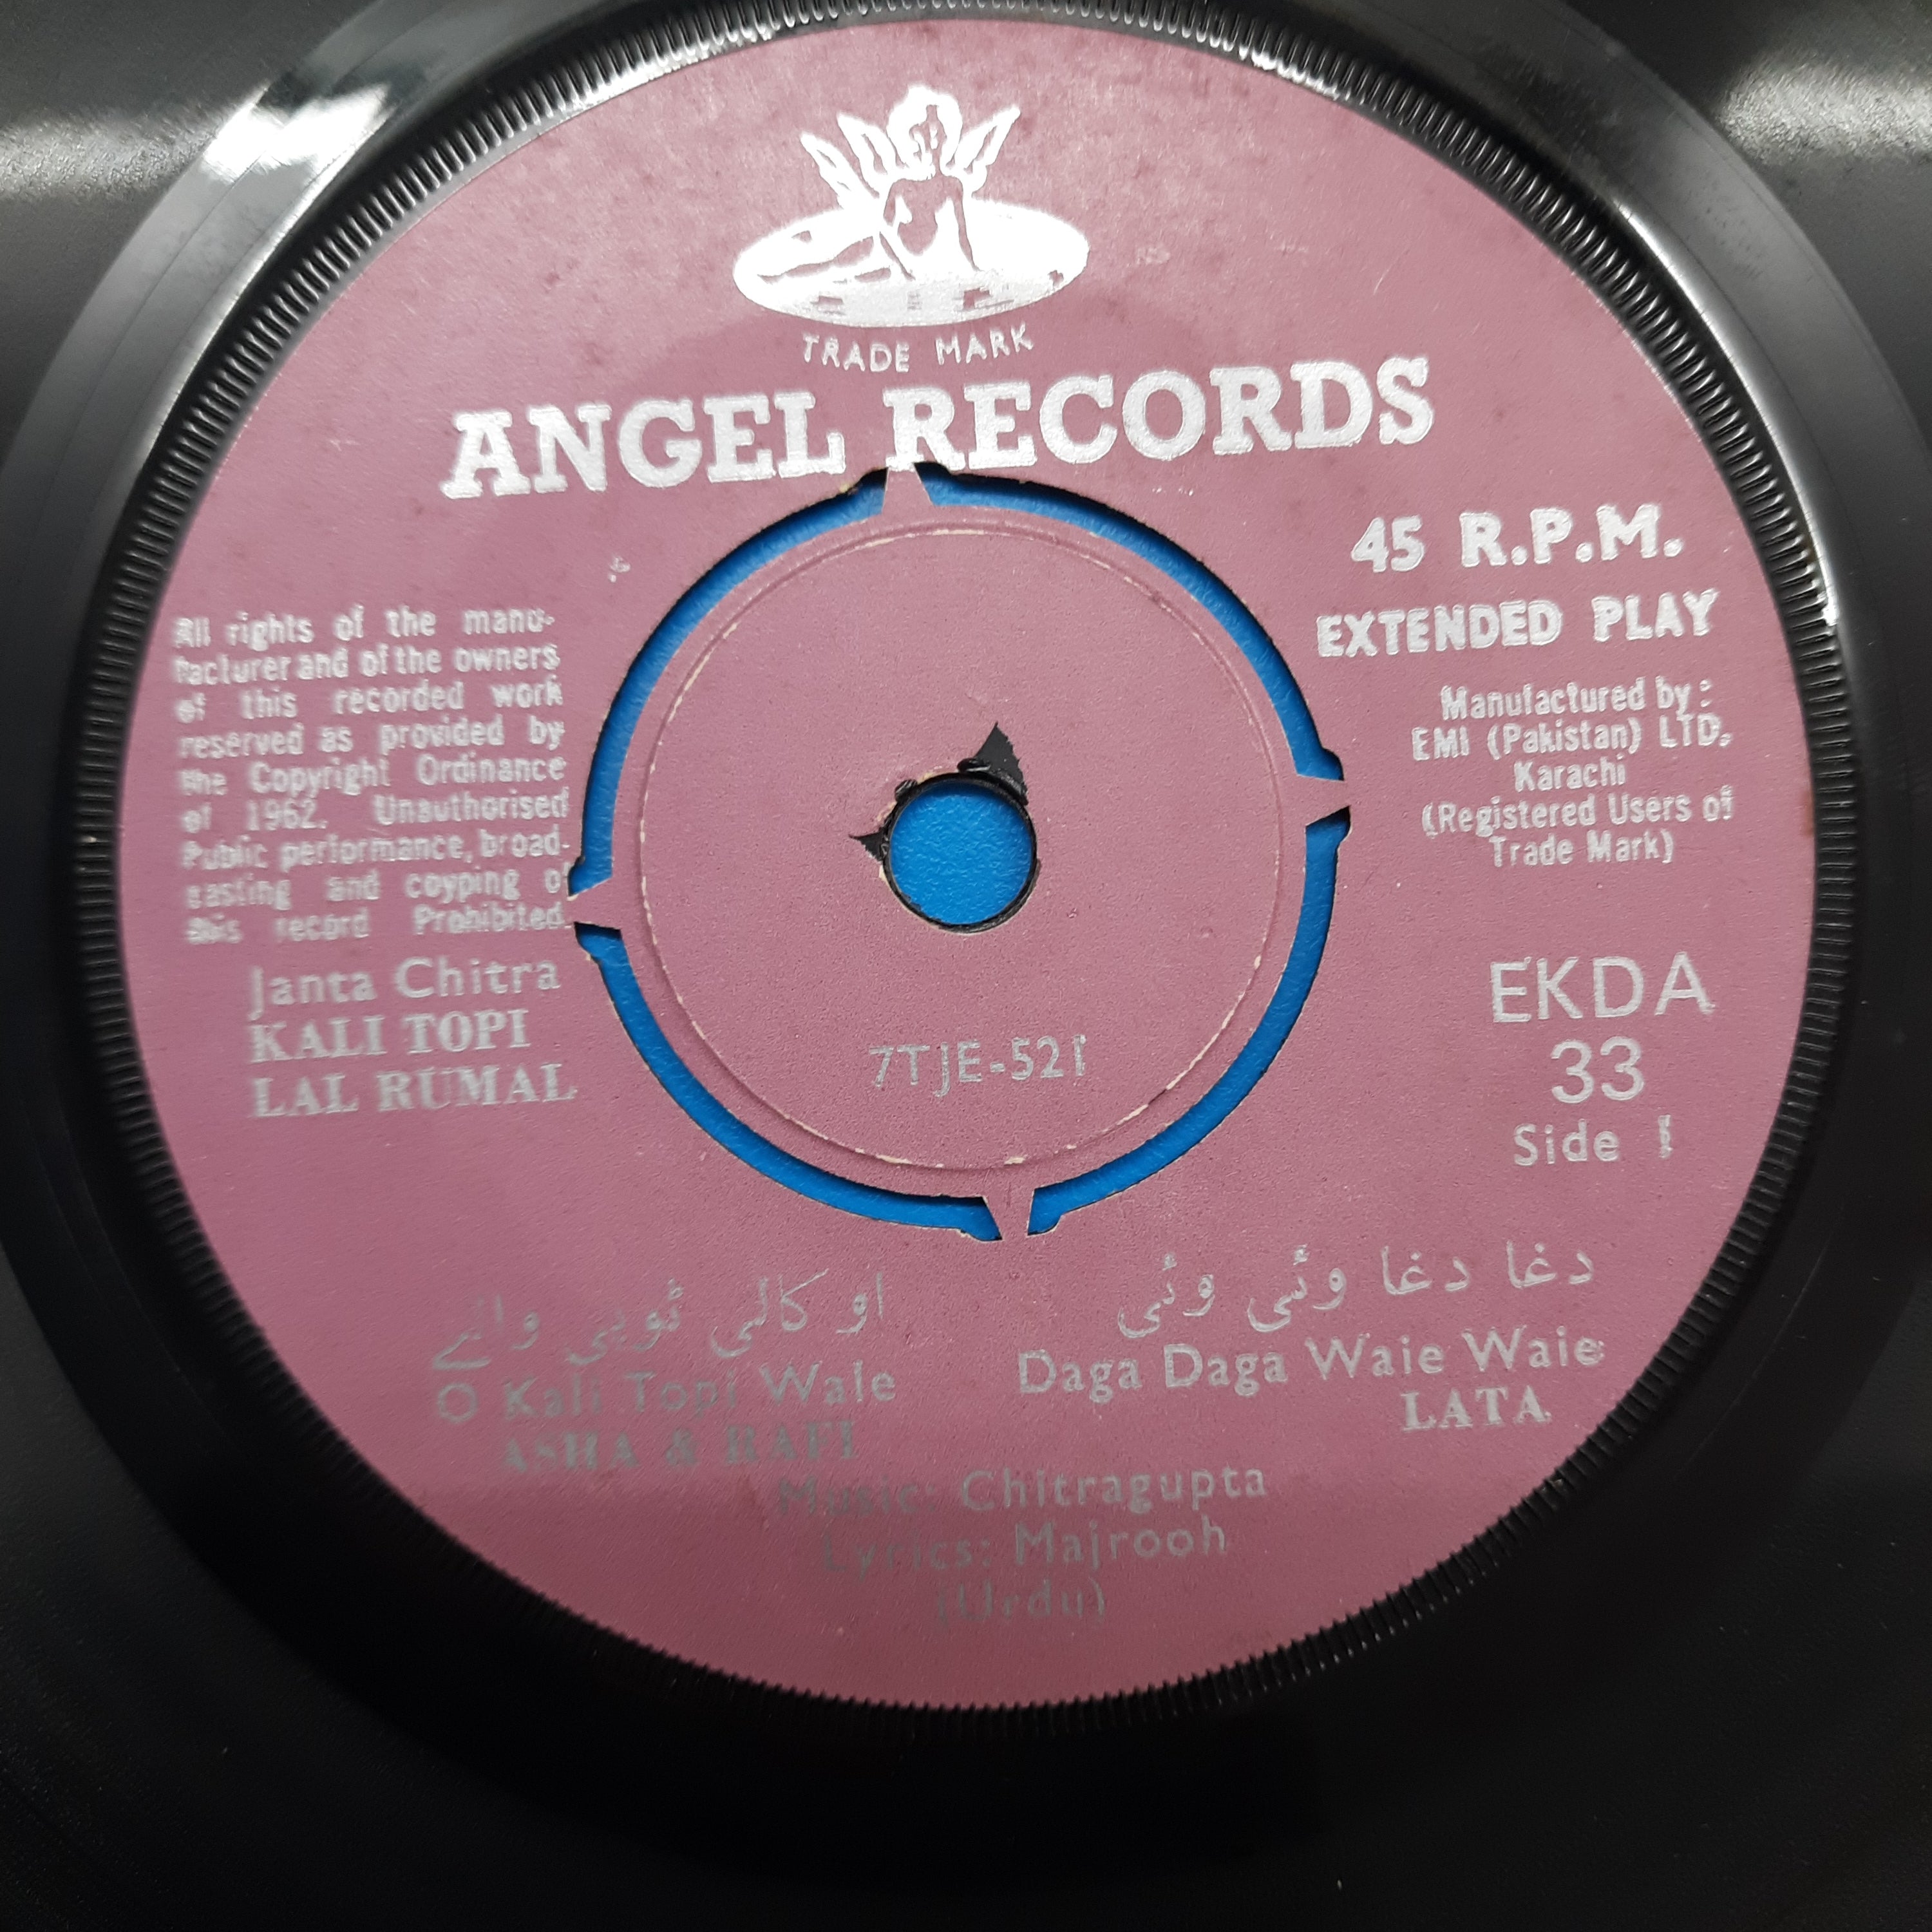 TRADE MARK
ANGEL RECORDS
45 R.P.M.
EXTENDED PLAY
All rights of the manu-
facturer and of the owners
of this recorded work
reserved as provided by
the Copyright Ordinance
of 1962. Unauthorised
Public performance, broad-
casting and coyping of
this record Prohibited.
Manufactured by:
EMI (Pakistan) LTD.
Karachi
(Registered Users of
Trade Mark)
Janta Chitra
KALI TOPI
LAL RUMAL
7TJE-521
EKDA
33
Side 1
او کالی ٹوپی والے
O Kali Topi Wale
ASHA & RAFI
دغا دغا وئی وئی
Daga Daga Waie Waie
LATA
Music: Chitragupta
Lyrics: Majrooh
(Urdu)